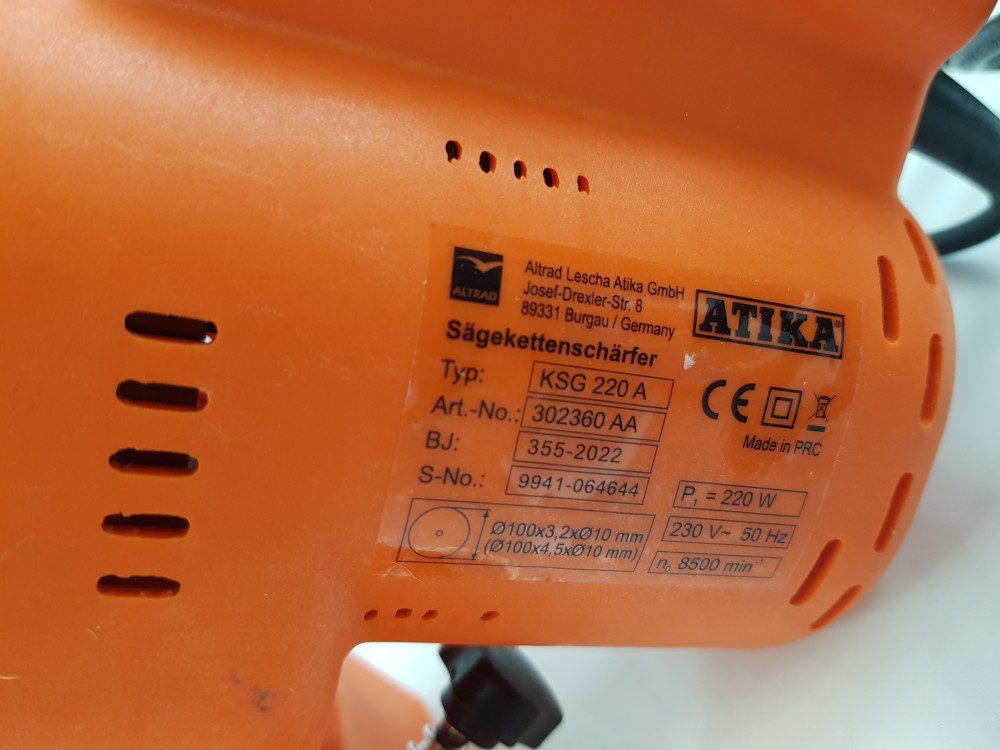 ALTRAD
Altrad Lescha Atika GmbH
Josef-Drexler-Str. 8
89331 Burgau / Germany
ATIKA®
Sägekettenschärfer
Typ: KSG 220 A
Art.-No.: 302360 AA
BJ: 355-2022
S-No.: 9941-064644
CE
Made in PRC
Ø100x3,2xØ10 mm
(Ø100x4,5xØ10 mm)
P₁ = 220 W
230 V~ 50 Hz
n₀ 8500 min⁻¹